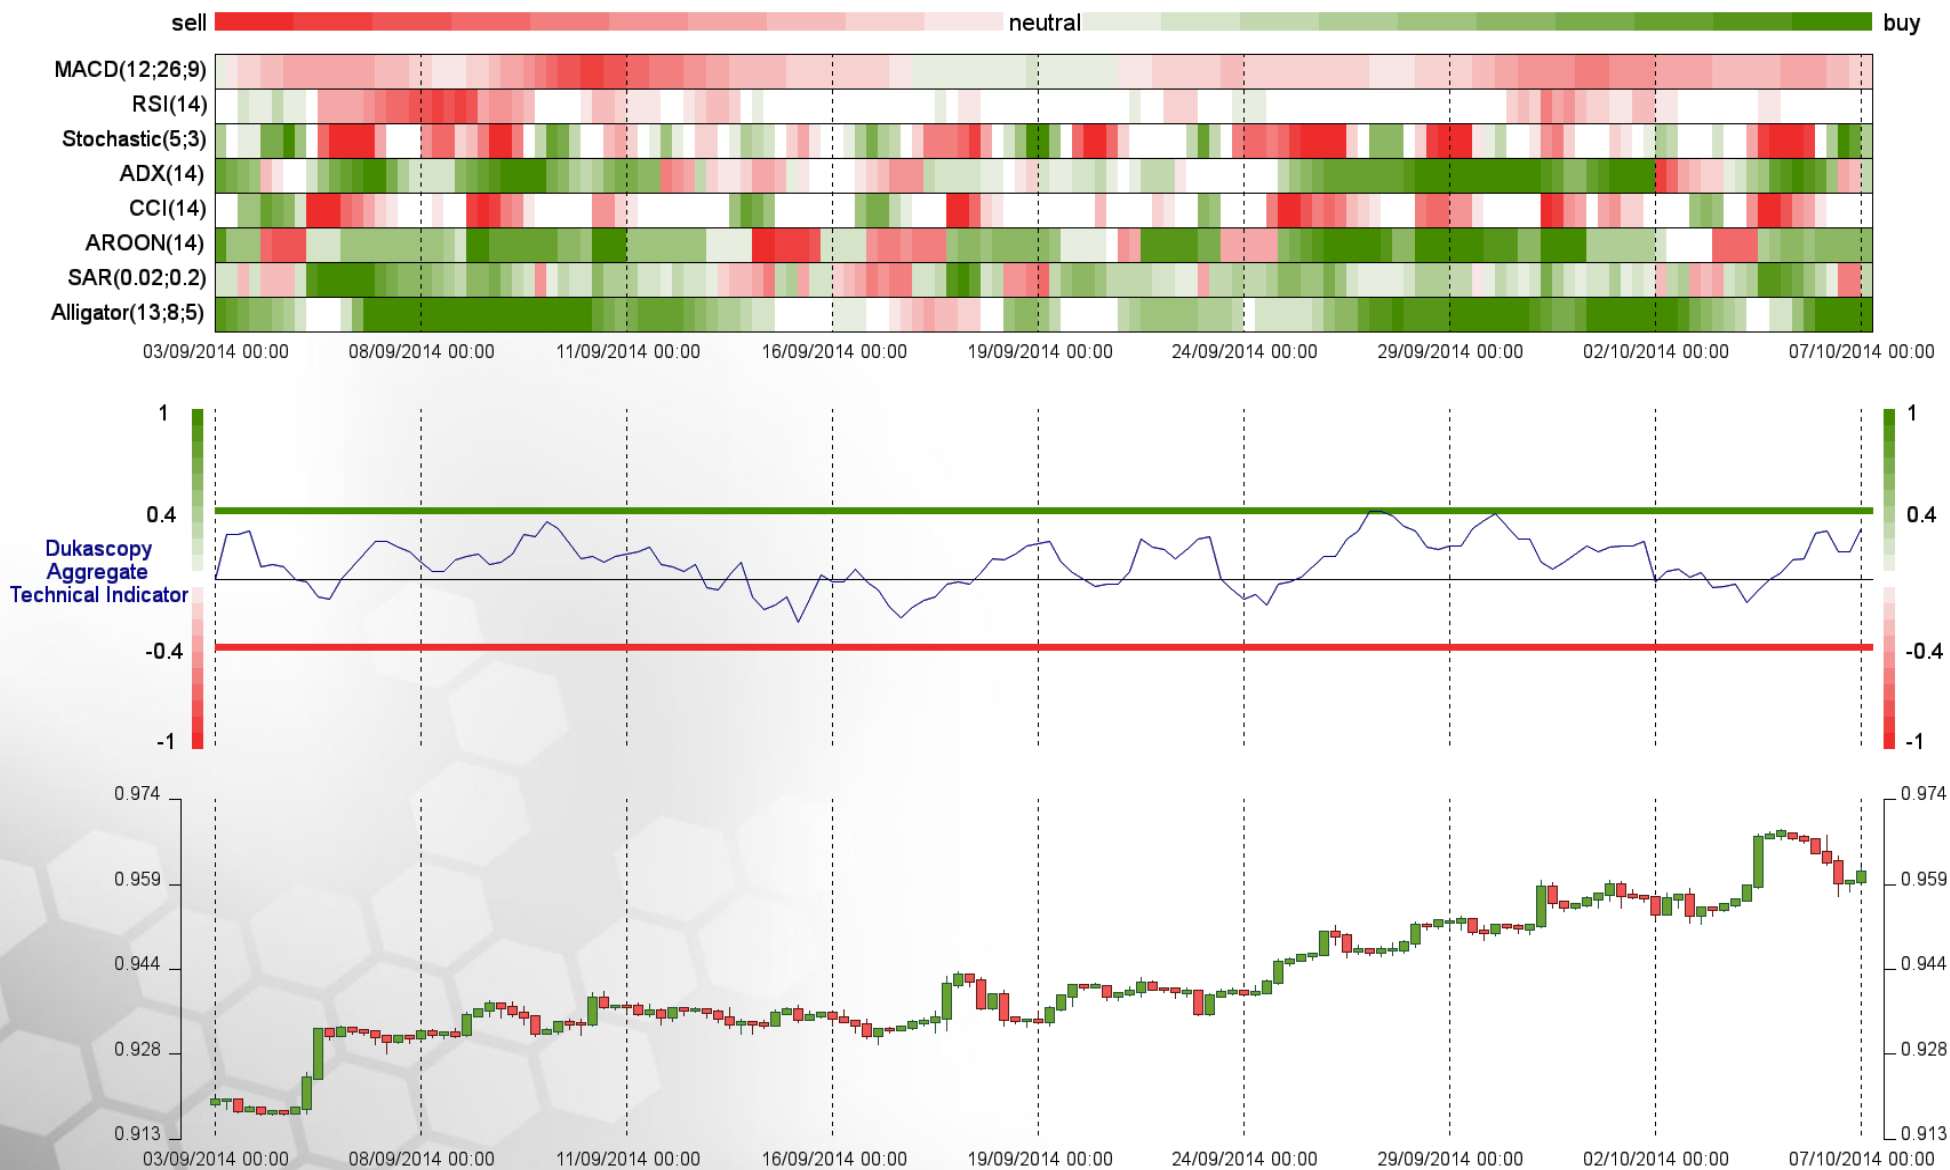 sell neutral buy
MACD(12;26;9)
RSI(14)
Stochastic(5;3)
ADX(14)
CCI(14)
AROON(14)
SAR(0.02;0.2)
Alligator(13;8;5)
03/09/2014 00:00 08/09/2014 00:00 11/09/2014 00:00 16/09/2014 00:00 19/09/2014 00:00 24/09/2014 00:00 29/09/2014 00:00 02/10/2014 00:00 07/10/2014 00:00
1 1
0.4 0.4
Dukascopy
Aggregate
Technical Indicator
-0.4 -0.4
-1 -1
0.974 0.974
0.959 0.959
0.944 0.944
0.928 0.928
0.913 0.913
03/09/2014 00:00 08/09/2014 00:00 11/09/2014 00:00 16/09/2014 00:00 19/09/2014 00:00 24/09/2014 00:00 29/09/2014 00:00 02/10/2014 00:00 07/10/2014 00:00